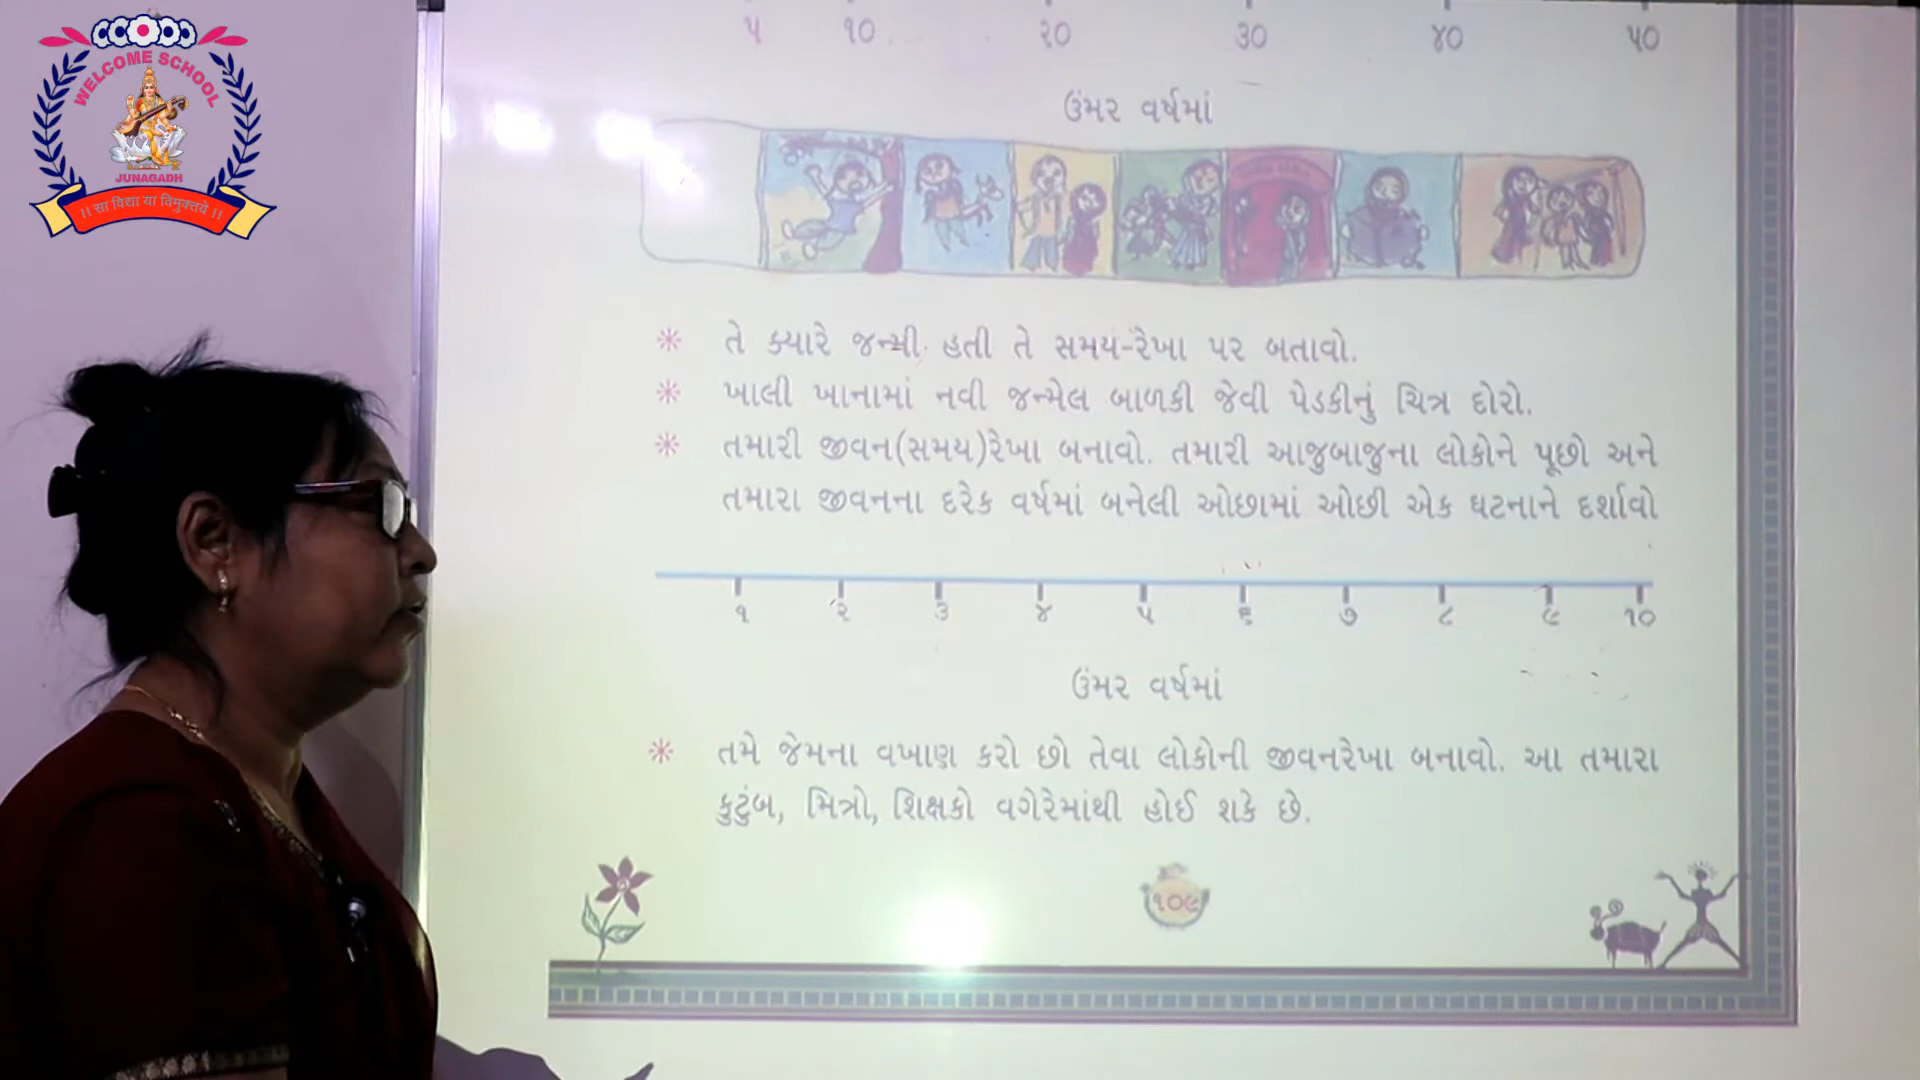 WELCOME SCHOOL
JUNAGADH
।। सा विद्या या विमुक्तये ।।
૫ ૧૦ ૨૦ ૩૦ ૪૦ ૫૦
ઉંમર વર્ષમાં
તે ક્યારે જન્મી હતી તે સમય-રેખા પર બતાવો.
ખાલી ખાનામાં નવી જન્મેલ બાળકી જેવી પેડકીનું ચિત્ર દોરો.
તમારી જીવન(સમય)રેખા બનાવો. તમારી આજુબાજુના લોકોને પૂછો અને
તમારા જીવનના દરેક વર્ષમાં બનેલી ઓછામાં ઓછી એક ઘટનાને દર્શાવો
૧ ૨ ૩ ૪ ૫ ૬ ૭ ૮ ૯ ૧૦
ઉંમર વર્ષમાં
તમે જેમના વખાણ કરો છો તેવા લોકોની જીવનરેખા બનાવો. આ તમારા
કુટુંબ, મિત્રો, શિક્ષકો વગેરેમાંથી હોઈ શકે છે.
૧૦૯